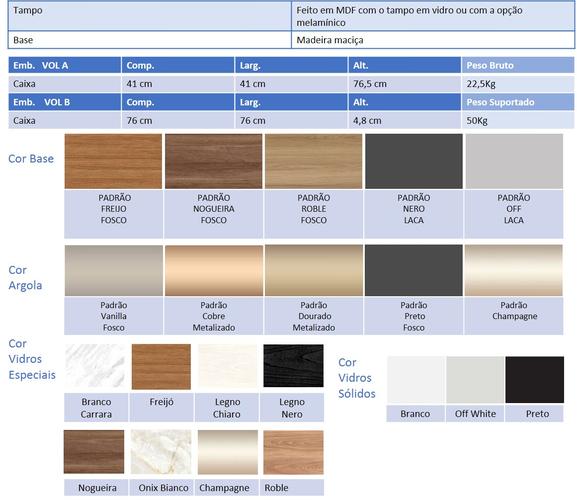 Tampo Feito em MDF com o tampo em vidro ou com a opção
melamínico
Base Madeira maciça
Emb. VOL A Comp. Larg. Alt. Peso Bruto
Caixa 41 cm 41 cm 76,5 cm 22,5Kg
Emb. VOL B Comp. Larg. Alt. Peso Suportado
Caixa 76 cm 76 cm 4,8 cm 50Kg
Cor Base
PADRÃO PADRÃO PADRÃO PADRÃO PADRÃO
FREIJO NOGUEIRA ROBLE NERO OFF
FOSCO FOSCO FOSCO LACA LACA
Cor
Argola
Padrão Padrão Padrão Padrão Padrão
Vanilla Cobre Dourado Preto Champagne
Fosco Metalizado Metalizado Fosco
Cor
Vidros
Especiais
Branco Freijó Legno Legno
Carrara Chiaro Nero
Nogueira Onix Bianco Champagne Roble
Cor
Vidros
Sólidos
Branco Off White Preto